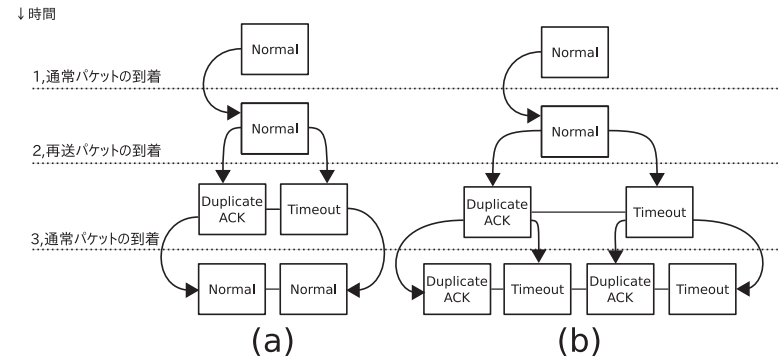 ↓時間
Normal
Normal
1,通常パケットの到着
Normal
Normal
2,再送パケットの到着
Duplicate
ACK
Timeout
Duplicate
ACK
Timeout
3,通常パケットの到着
Normal
Normal
Duplicate
ACK
Timeout
Duplicate
ACK
Timeout
(a)
(b)